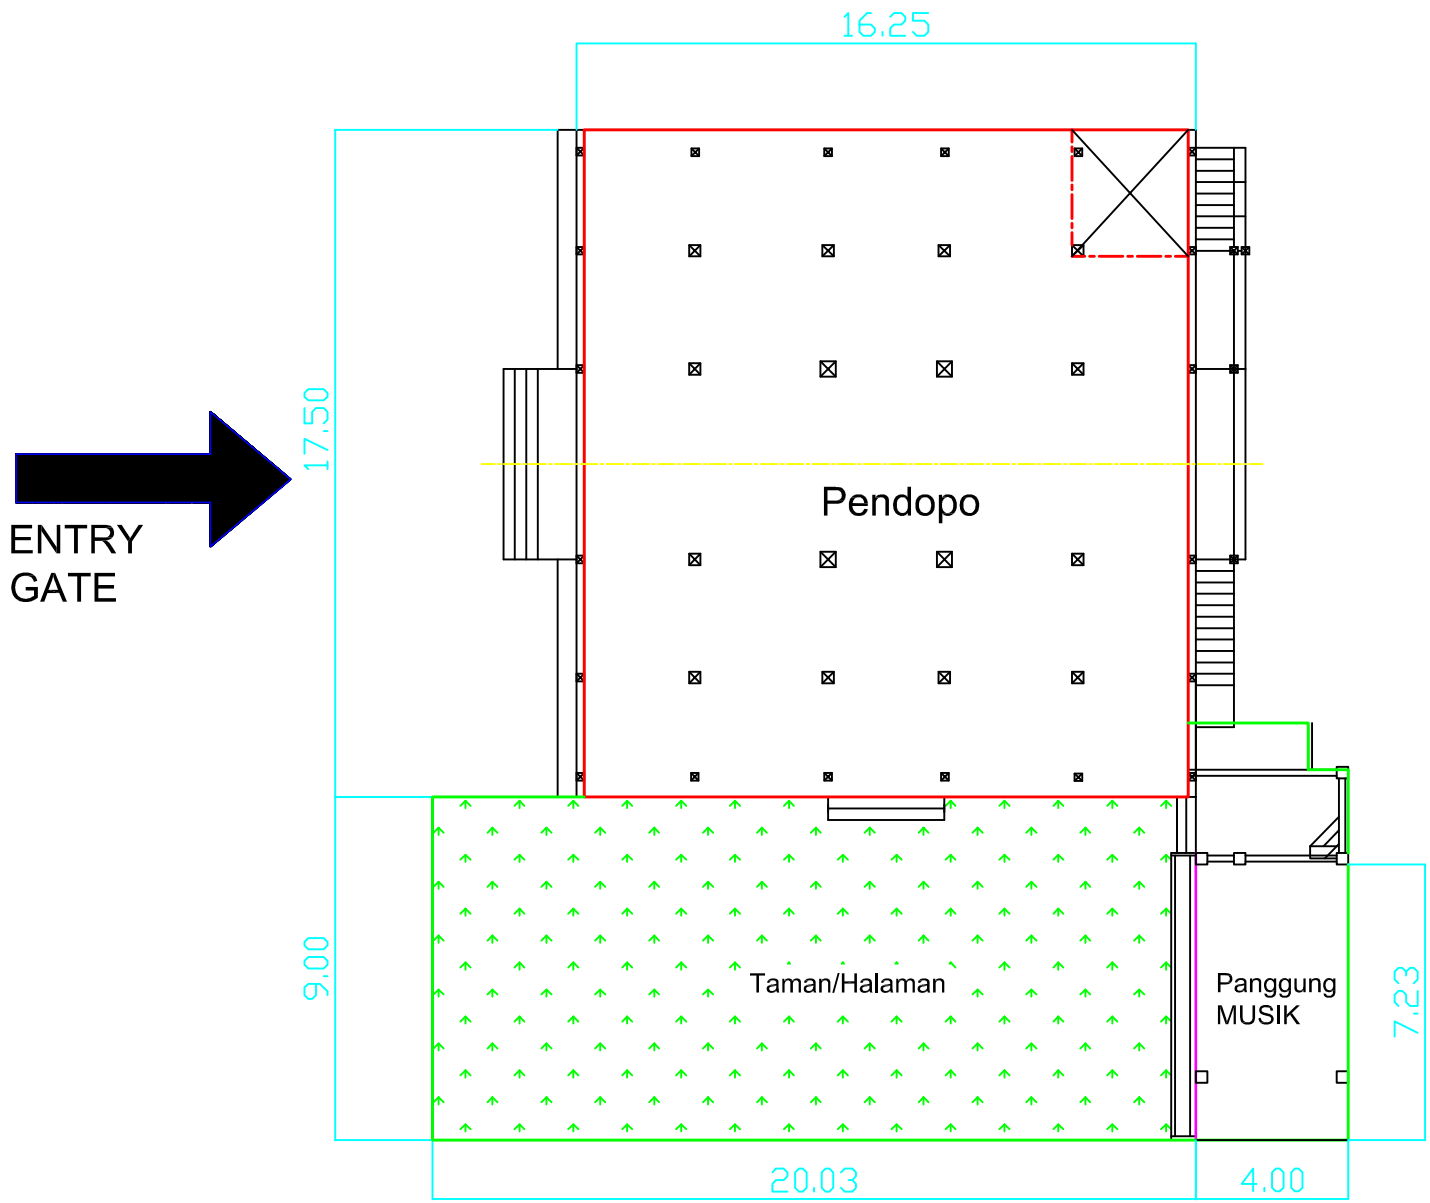 16.25
17.50
ENTRY
GATE
Pendopo
9.00
Taman/Halaman
Panggung
MUSIK
7.23
20.03
4.00